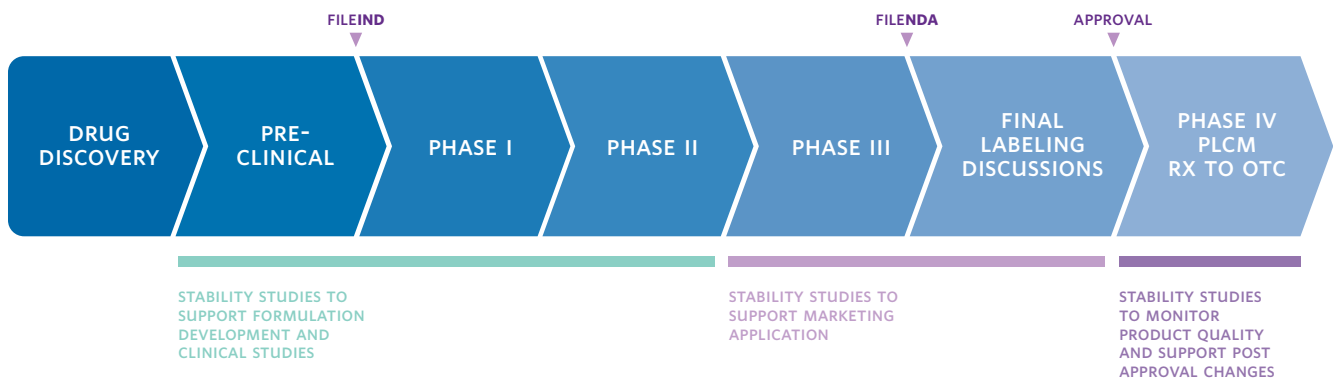 FILEIND
FILENDA
APPROVAL
DRUG
DISCOVERY
PRE-
CLINICAL
PHASE I
PHASE II
PHASE III
FINAL
LABELING
DISCUSSIONS
PHASE IV
PLCM
RX TO OTC
STABILITY STUDIES TO
SUPPORT FORMULATION
DEVELOPMENT AND
CLINICAL STUDIES
STABILITY STUDIES TO
SUPPORT MARKETING
APPLICATION
STABILITY STUDIES
TO MONITOR
PRODUCT QUALITY
AND SUPPORT POST
APPROVAL CHANGES